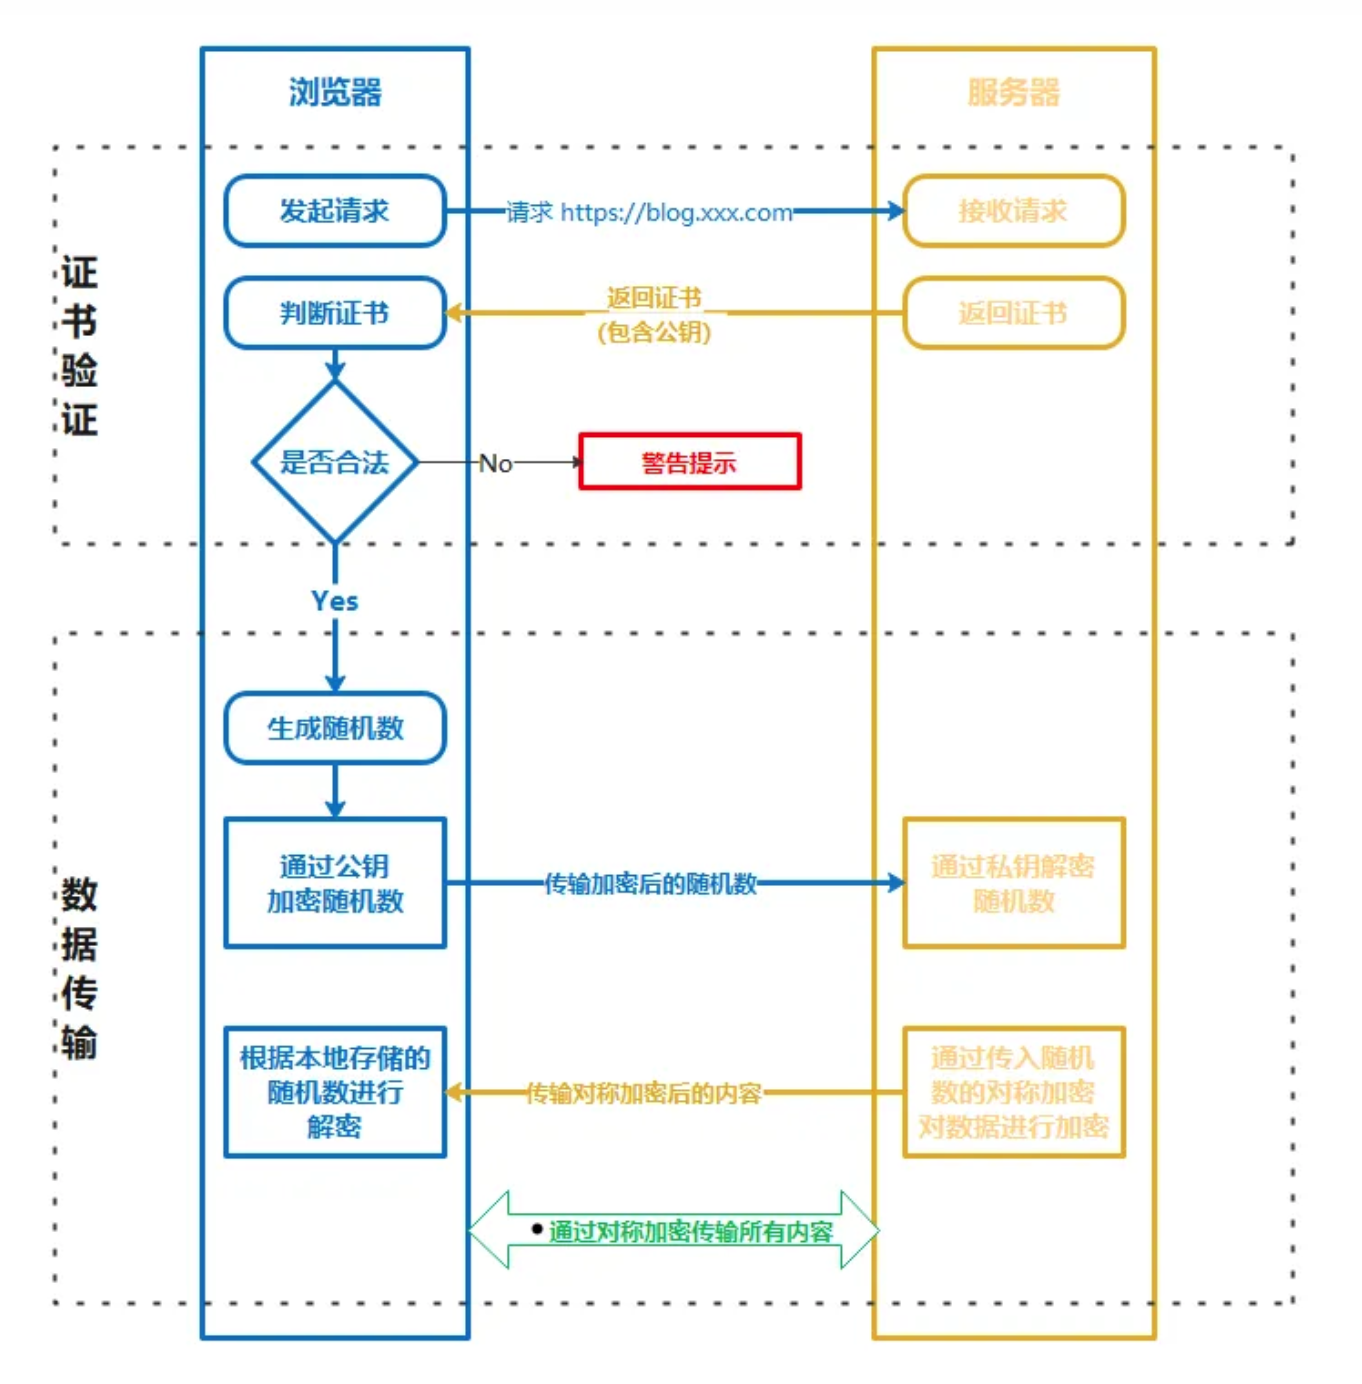 浏览器
服务器
证
书
验
证
发起请求
请求 https://blog.xxx.com
接收请求
判断证书
返回证书
(包含公钥)
返回证书
是否合法
No
警告提示
Yes
数
据
传
输
生成随机数
通过公钥
加密随机数
传输加密后的随机数
通过私钥解密
随机数
根据本地存储的
随机数进行
解密
传输对称加密后的内容
通过传入随机
数的对称加密
对数据进行加密
• 通过对称加密传输所有内容